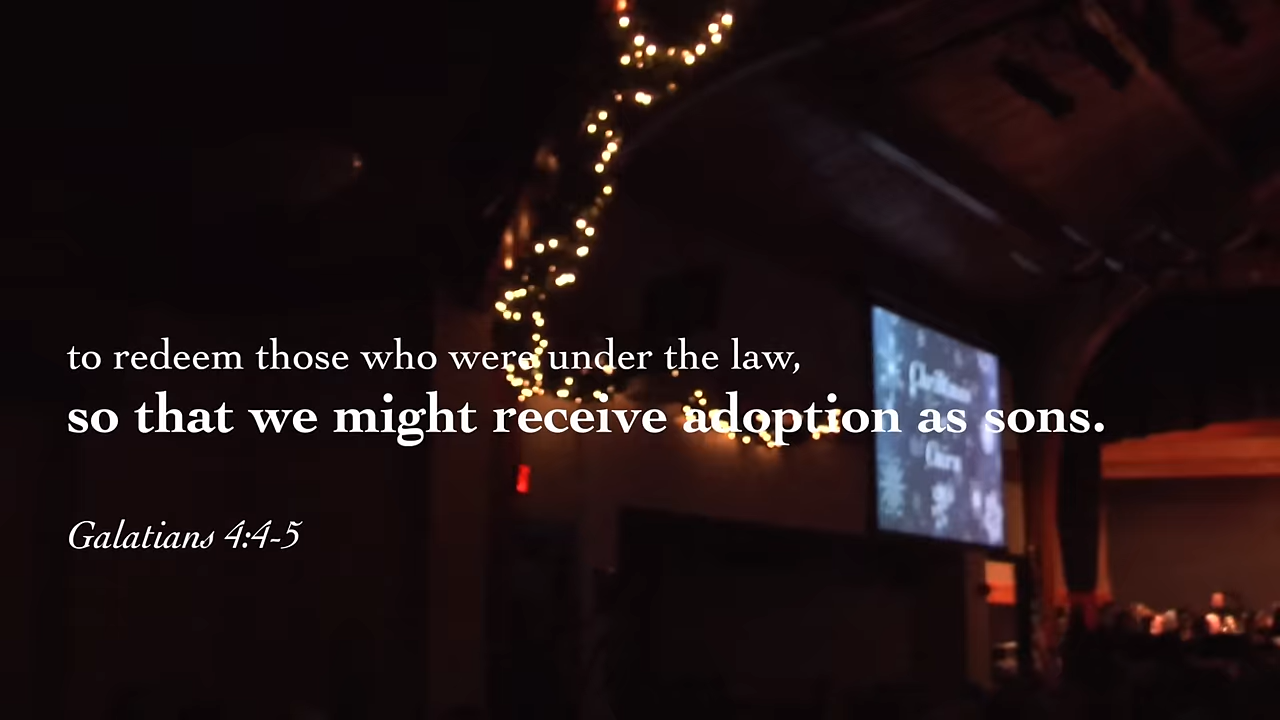 to redeem those who were under the law,
so that we might receive adoption as sons.
Galatians 4:4-5